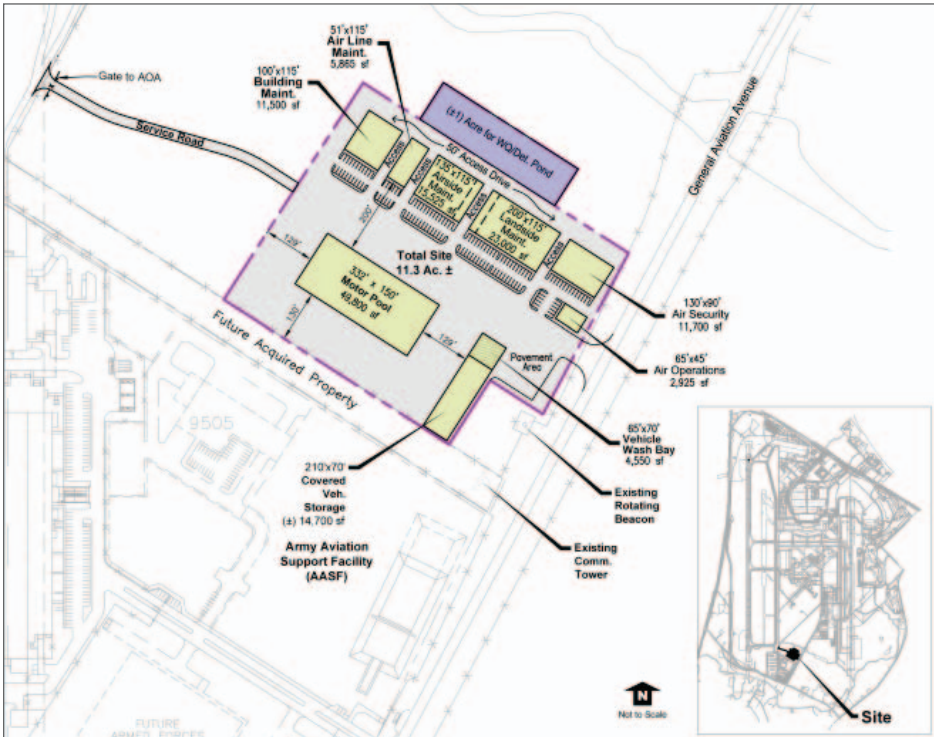 51'x115'
Air Line
Maint.
5,865 sf
100'x115'
Building
Maint.
11,500 sf
Gate to AOA
Service Road
(±1) Acre for WQ/Det. Pond
General Aviation Avenue
50' Access Drive
Access
Access
135'x115'
Airside
Maint.
15,525 sf
Access
200'x115'
Landside
Maint.
23,000 sf
Access
200'
129'
Total Site
11.3 Ac. ±
332' x 150'
Motor Pool
49,800 sf
130'
129'
Future Acquired Property
Pavement
Area
130'x90'
Air Security
11,700 sf
65'x45'
Air Operations
2,925 sf
65'x70'
Vehicle
Wash Bay
4,550 sf
9505
210'x70'
Covered
Veh.
Storage
(±) 14,700 sf
Existing
Rotating
Beacon
Army Aviation
Support Facility
(AASF)
Existing
Comm.
Tower
N
Not to Scale
Site
FUTURE
ARMED FORCES